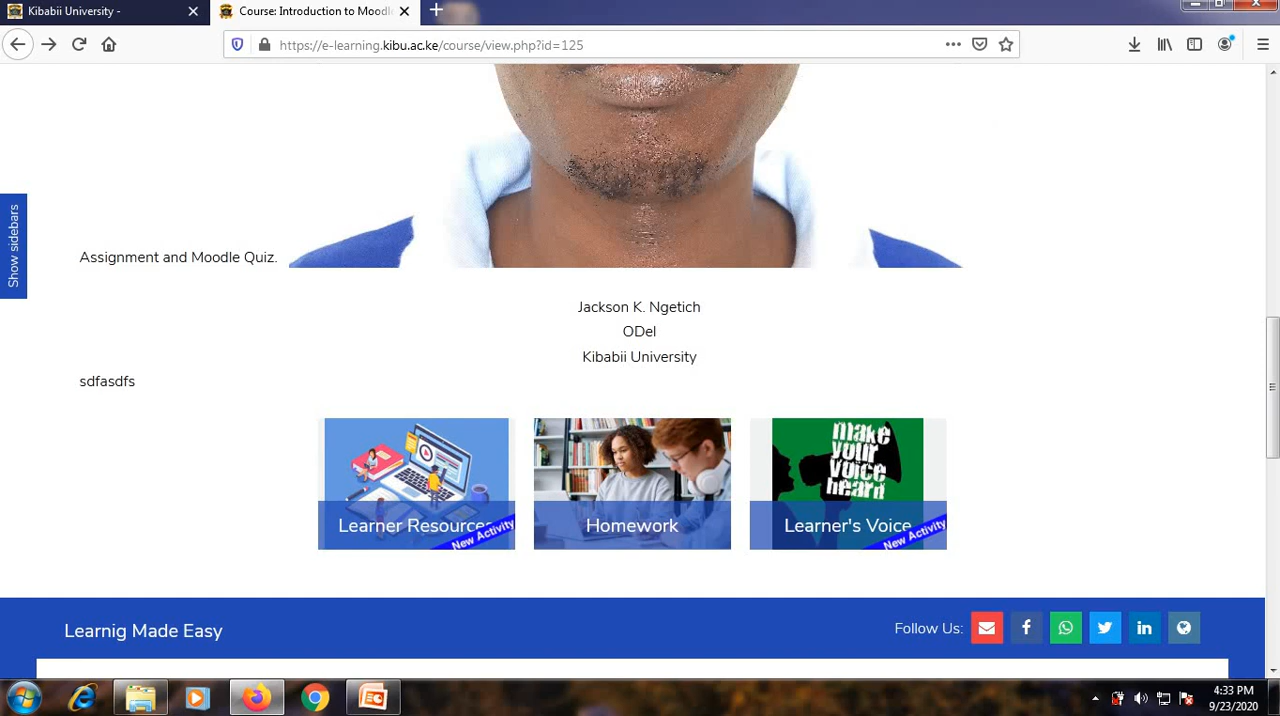 Kibabii University -
Course: Introduction to Moodl
https://e-learning.kibu.ac.ke/course/view.php?id=125
Show sidebars
Assignment and Moodle Quiz.
Jackson K. Ngetich
ODel
Kibabii University
sdfasdfs
make
your
voice
heard
Learner Resources
New Activity
Homework
Learner's Voice
New Activity
Learnig Made Easy
Follow Us:
4:33 PM
9/23/2020